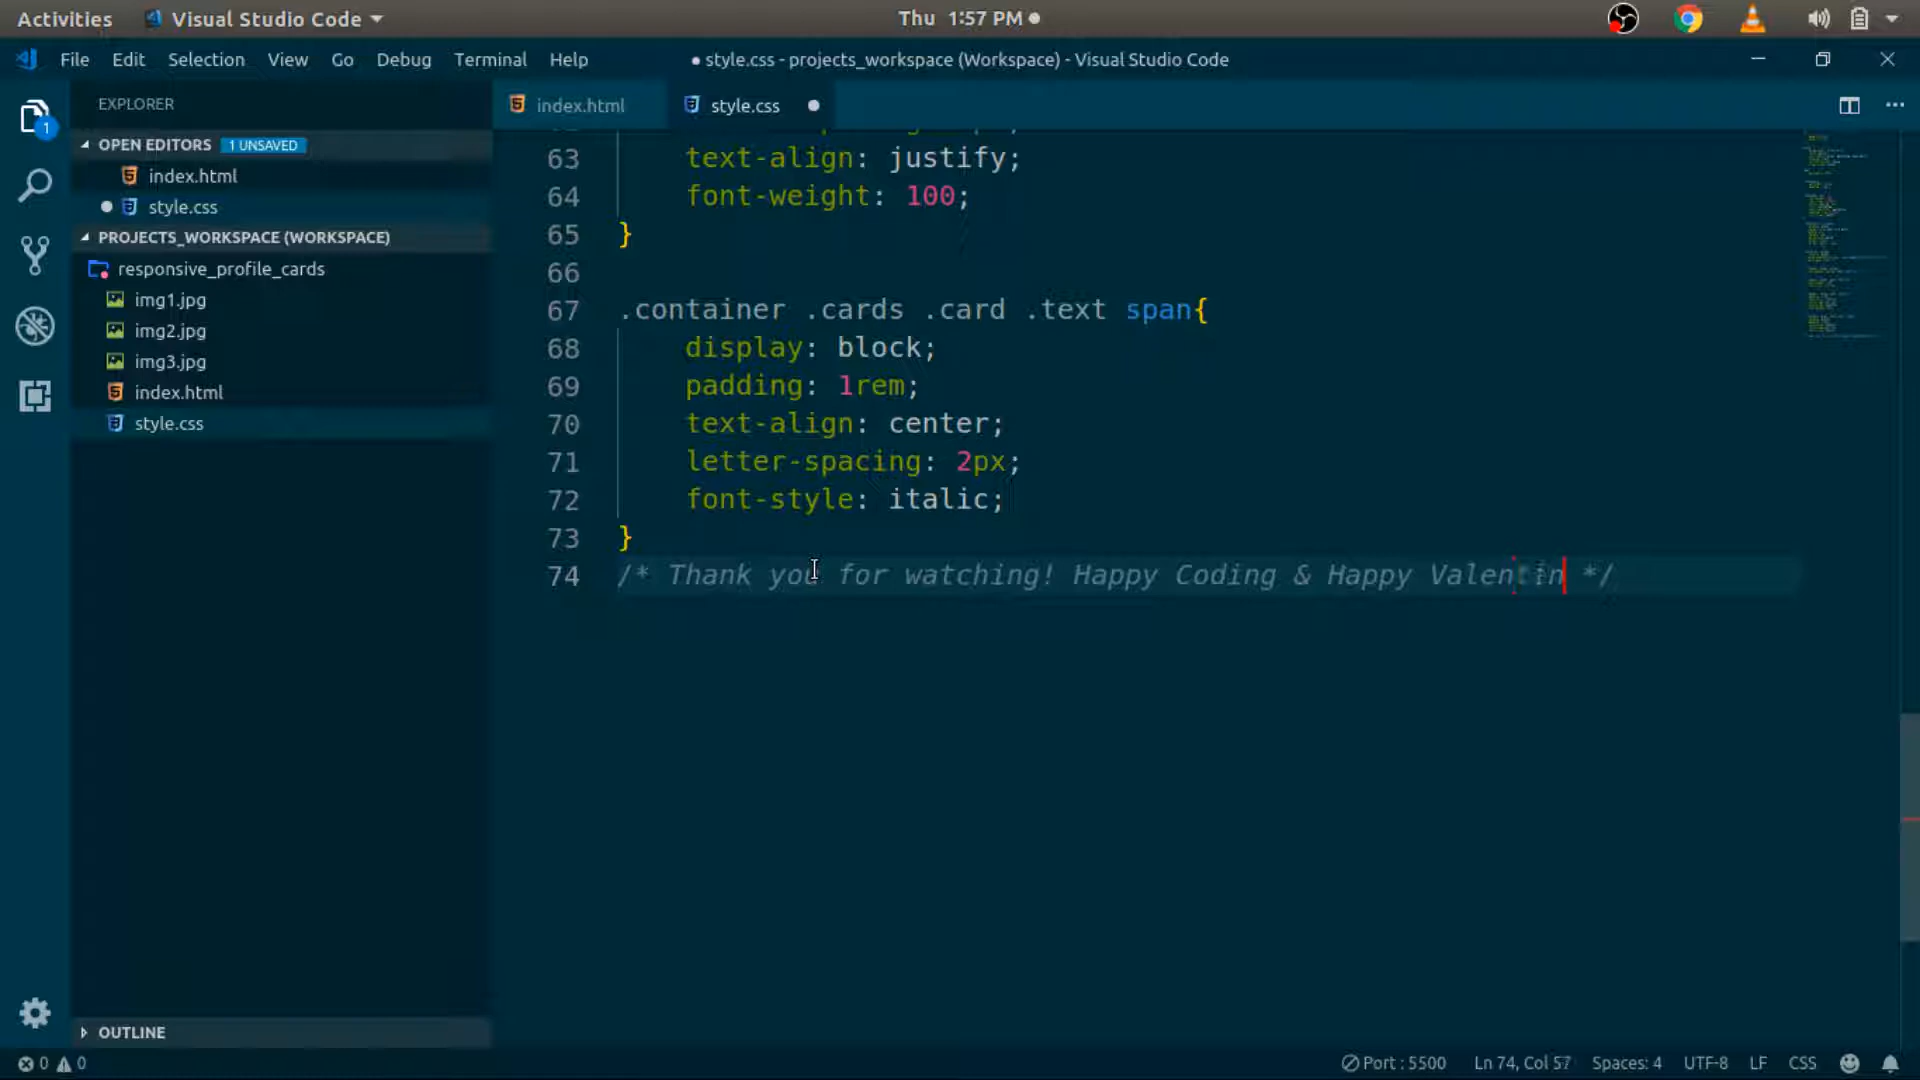 Activities Visual Studio Code Thu 1:57 PM
File Edit Selection View Go Debug Terminal Help style.css - projects_workspace (Workspace) - Visual Studio Code
EXPLORER
index.html style.css
OPEN EDITORS 1 UNSAVED
index.html
style.css
PROJECTS_WORKSPACE (WORKSPACE)
responsive_profile_cards
img1.jpg
img2.jpg
img3.jpg
index.html
style.css
OUTLINE
63 text-align: justify;
64 font-weight: 100;
65 }
66
67 .container .cards .card .text span{
68 display: block;
69 padding: 1rem;
70 text-align: center;
71 letter-spacing: 2px;
72 font-style: italic;
73 }
74 /* Thank you for watching! Happy Coding & Happy Valentin */
1
0 0 Port : 5500 Ln 74, Col 57 Spaces: 4 UTF-8 LF CSS